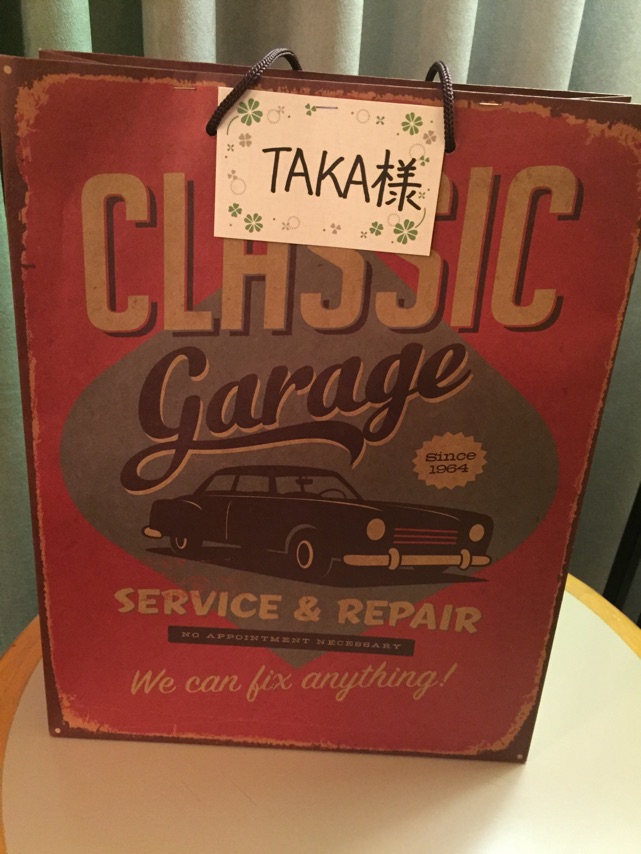 TAKA様
CLASSIC
Garage
Since
1964
SERVICE & REPAIR
NO APPOINTMENT NECESSARY
We can fix anything!